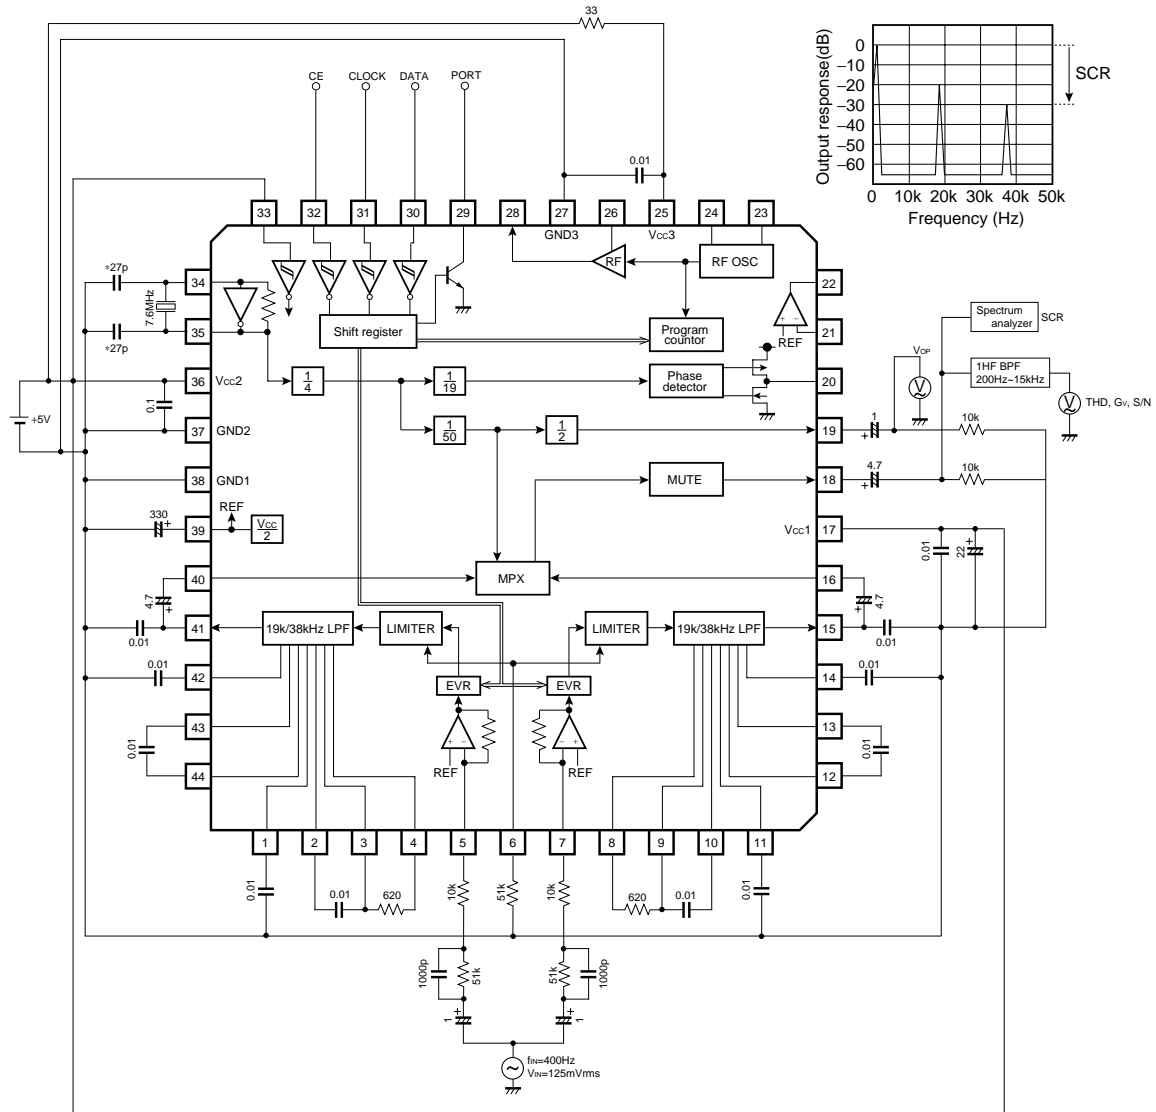 33
CE
CLOCK
DATA
PORT
0.01
33
32
31
30
29
28
27
26
25
24
23
GND3
VCC3
RF
RF OSC
Output response(dB)
0
–10
–20
–30
–40
–50
–60
SCR
0
10k
20k
30k
40k
50k
Frequency (Hz)
*27p
7.6MHz
*27p
34
35
36
VCC2
0.1
+5V
37
GND2
38
GND1
330
+
39
REF
VCC
2
40
4.7
+
41
0.01
0.01
42
43
0.01
44
Shift register
1
4
1
19
1
50
1
2
Program
countor
Phase
detector
MUTE
MPX
+ –
REF
22
21
20
19
18
VCC1
17
16
15
14
13
12
1
+
VOP
V
10k
4.7
+
10k
Spectrum
analyzer
SCR
1HF BPF
200Hz~15kHz
V
THD, GV, S/N
0.01
22
+
4.7
+
0.01
0.01
0.01
19k/38kHz LPF
LIMITER
LIMITER
19k/38kHz LPF
EVR
EVR
+ –
REF
– +
REF
1
2
3
4
5
6
7
8
9
10
11
0.01
0.01
620
10k
51k
10k
620
0.01
0.01
1000p
51k
51k
1000p
1
+
+
1
fIN=400Hz
VIN=125mVrms